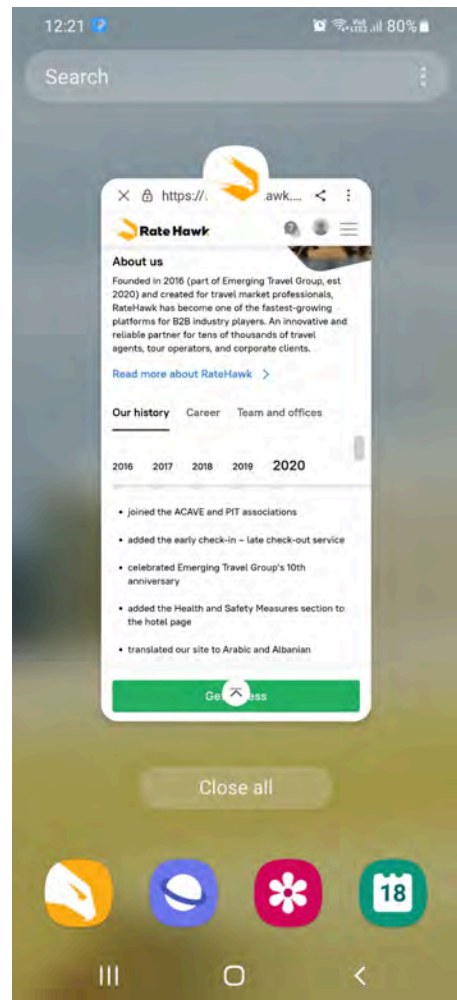 12:21
80%
Search
https://. .awk....
Rate Hawk
About us
Founded in 2016 (part of Emerging Travel Group, est
2020) and created for travel market professionals,
RateHawk has become one of the fastest-growing
platforms for B2B industry players. An innovative and
reliable partner for tens of thousands of travel
agents, tour operators, and corporate clients.
Read more about RateHawk
Our history Career Team and offices
2016 2017 2018 2019 2020
• joined the ACAVE and PIT associations
• added the early check-in – late check-out service
• celebrated Emerging Travel Group's 10th
anniversary
• added the Health and Safety Measures section to
the hotel page
• translated our site to Arabic and Albanian
Close all
18